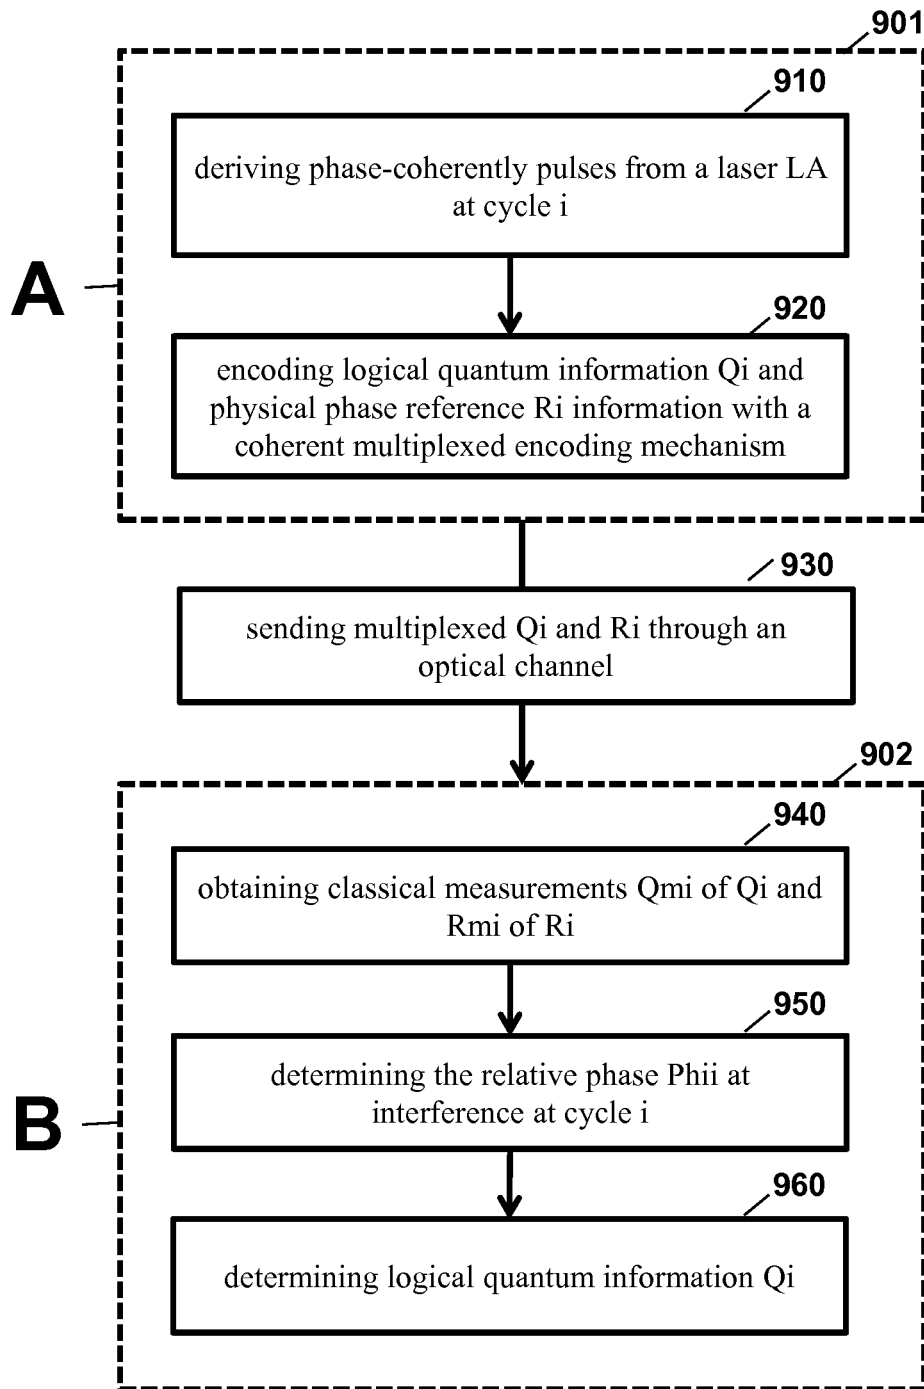 901
910
deriving phase-coherently pulses from a laser LA
at cycle i
A
920
encoding logical quantum information Qi and
physical phase reference Ri information with a
coherent multiplexed encoding mechanism
930
sending multiplexed Qi and Ri through an
optical channel
902
940
obtaining classical measurements Qmi of Qi and
Rmi of Ri
950
determining the relative phase Phii at
interference at cycle i
B
960
determining logical quantum information Qi